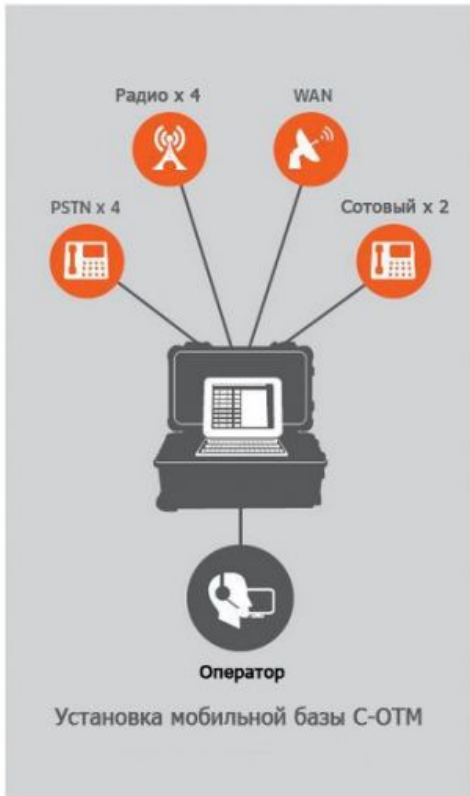 Радио x 4
WAN
PSTN x 4
Сотовый x 2
Оператор
Установка мобильной базы C-OTM